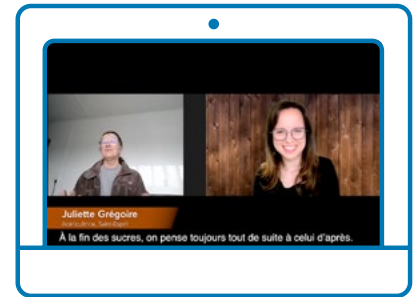 Juliette Grégoire
À la fin des sucres, on pense toujours tout de suite à celui d'après.